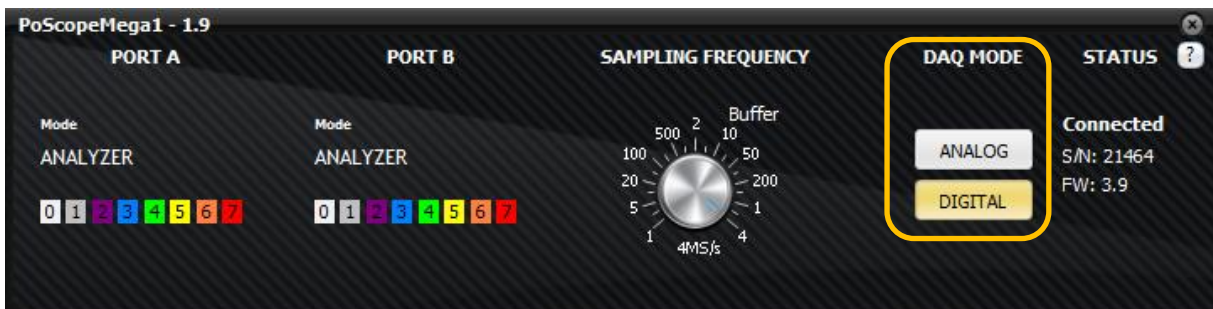 PoScopeMega1 - 1.9
PORT A
PORT B
SAMPLING FREQUENCY
DAQ MODE
STATUS
?
Mode
ANALYZER
0 1 2 3 4 5 6 7
Mode
ANALYZER
0 1 2 3 4 5 6 7
Buffer
500 2 10
100 50
20 200
5 1
1 4
4MS/s
ANALOG
DIGITAL
Connected
S/N: 21464
FW: 3.9